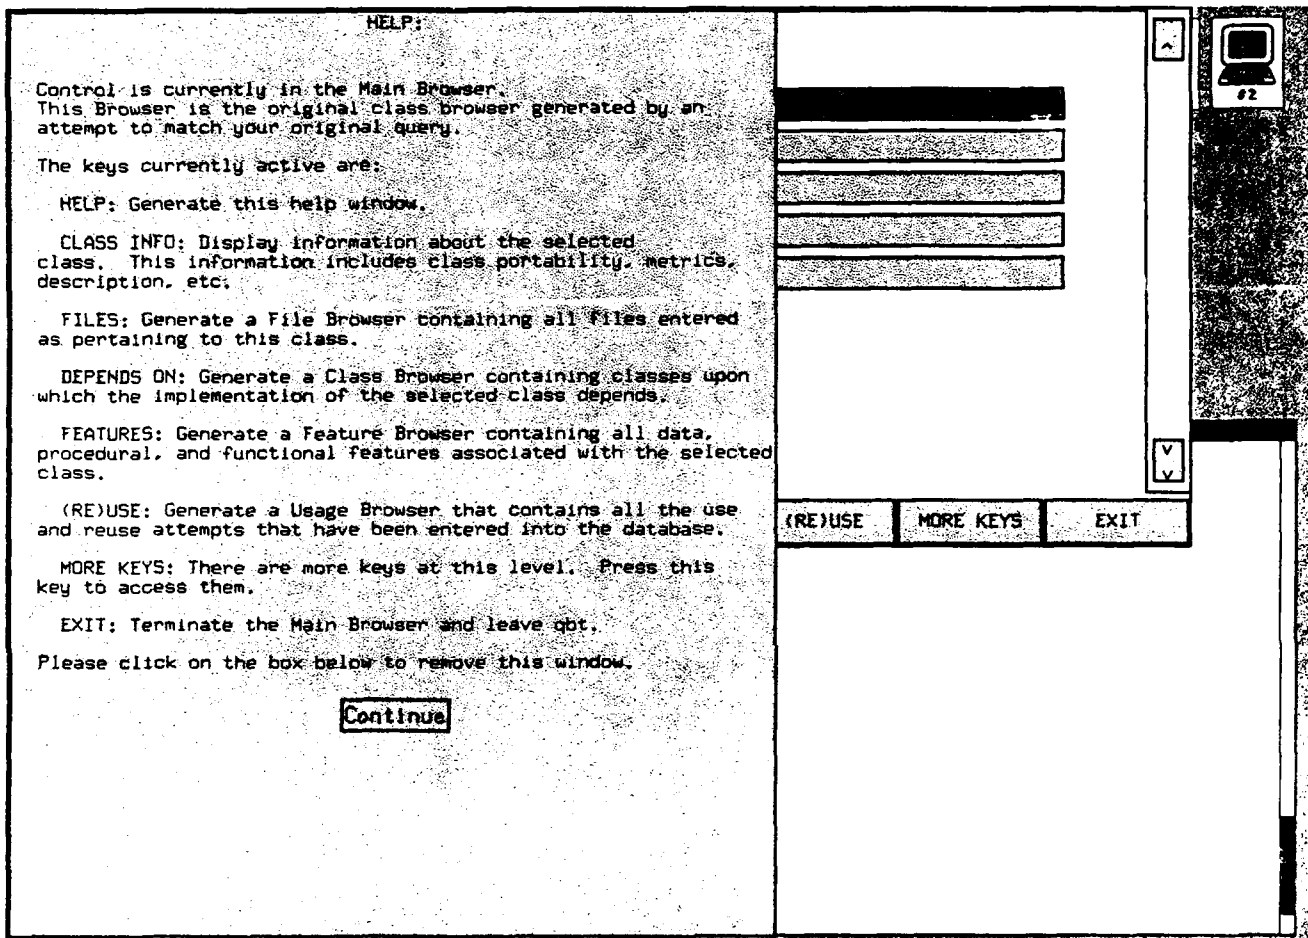 HELP:
Control is currently in the Main Browser.
This Browser is the original class browser generated by an
attempt to match your original query.
The keys currently active are:
HELP: Generate this help window.
CLASS INFO: Display information about the selected
class. This information includes class portability, metrics,
description, etc.
FILES: Generate a File Browser containing all files entered
as pertaining to this class.
DEPENDS ON: Generate a Class Browser containing classes upon
which the implementation of the selected class depends.
FEATURES: Generate a Feature Browser containing all data,
procedural, and functional features associated with the selected
class.
(RE)USE: Generate a Usage Browser that contains all the use
and reuse attempts that have been entered into the database.
MORE KEYS: There are more keys at this level. Press this
key to access them.
EXIT: Terminate the Main Browser and leave qbt.
Please click on the box below to remove this window.
Continue
(RE)USE MORE KEYS EXIT
#2